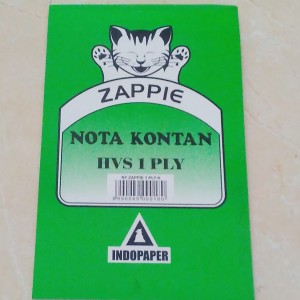 ZAPPIE
NOTA KONTAN
HVS 1 PLY
INDOPAPER